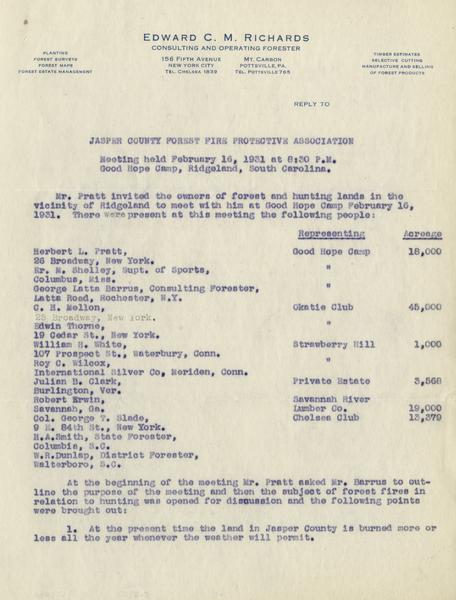 EDWARD C. M. RICHARDS
CONSULTING AND OPERATING FORESTER
PLANTING
FOREST SURVEYS
FOREST MAPS
FOREST ESTATE MANAGEMENT
156 FIFTH AVENUE
NEW YORK CITY
TEL. CHELSEA 1839
MT. CARBON
POTTSVILLE, PA.
TEL. POTTSVILLE 765
TIMBER ESTIMATES
SELECTIVE CUTTING
MANUFACTURE AND SELLING
OF FOREST PRODUCTS
REPLY TO
JASPER COUNTY FOREST FIRE PROTECTIVE ASSOCIATION
Meeting held February 16, 1931 at 8:30 P.M.
Good Hope Camp, Ridgeland, South Carolina.
Mr. Pratt invited the owners of forest and hunting lands in the
vicinity of Ridgeland to meet with him at Good Hope Camp February 16,
1931. There were present at this meeting the following people:
Representing Acreage
Herbert L. Pratt, Good Hope Camp 18,000
26 Broadway, New York.
Er. M. Shelley, Supt. of Sports, "
Columbus, Miss.
George Latta Barrus, Consulting Forester, "
Latta Road, Rochester, N.Y.
C. H. Mellon, Okatie Club 45,000
25 Broadway, New York.
Edwin Thorne, "
19 Cedar St., New York.
William H. White, Strawberry Hill 1,000
107 Prospect St., Waterbury, Conn.
Roy C. Wilcox, "
International Silver Co, Meriden, Conn.
Julian B. Clark, Private Estate 3,568
Burlington, Ver.
Robert Erwin, Savannah River
Savannah, Ga. Lumber Co. 19,000
Col. George T. Slade, Chelsea Club 13,379
9 E. 84th St., New York.
H.A.Smith, State Forester,
Columbia, S.C.
W.R.Dunlap, District Forester,
Walterboro, S.C.
At the beginning of the meeting Mr. Pratt asked Mr. Barrus to out-
line the purpose of the meeting and then the subject of forest fires in
relation to hunting was opened for discussion and the following points
were brought out:
1. At the present time the land in Jasper County is burned more or
less all the year whenever the weather will permit.